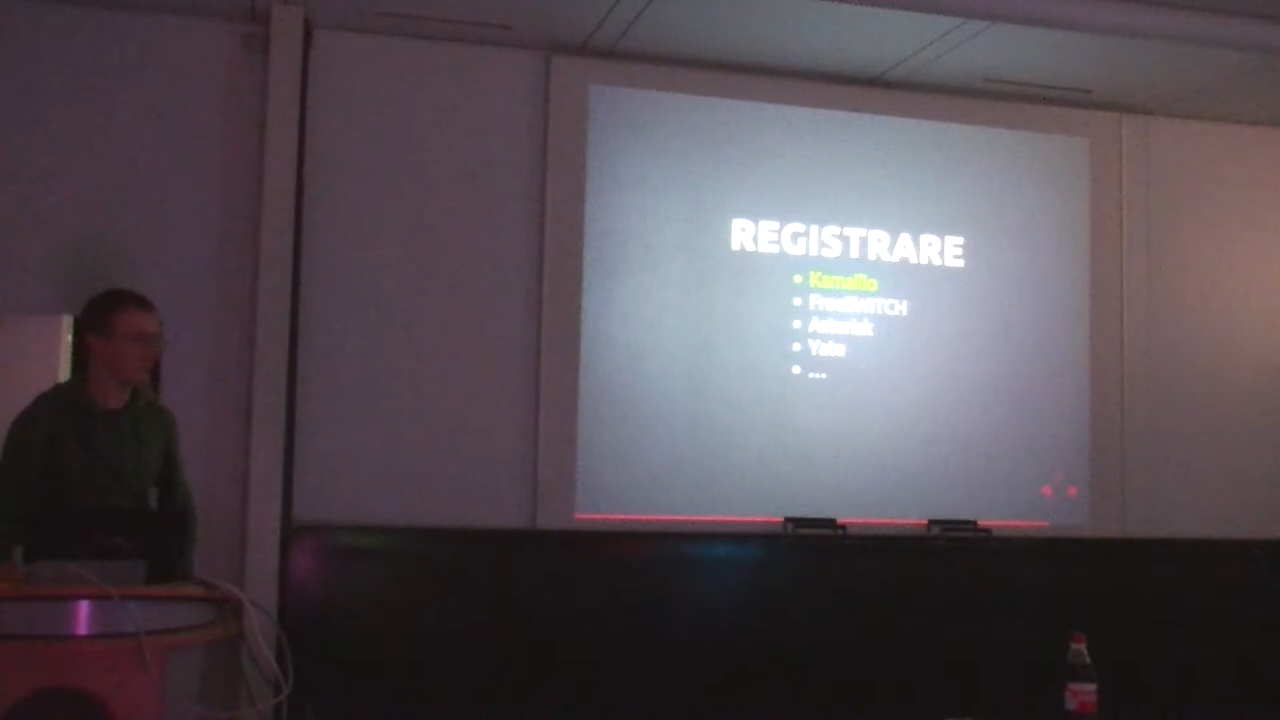 REGISTRARE
• Kamailio
• FreeSWITCH
• Asterisk
• Yate
• ...